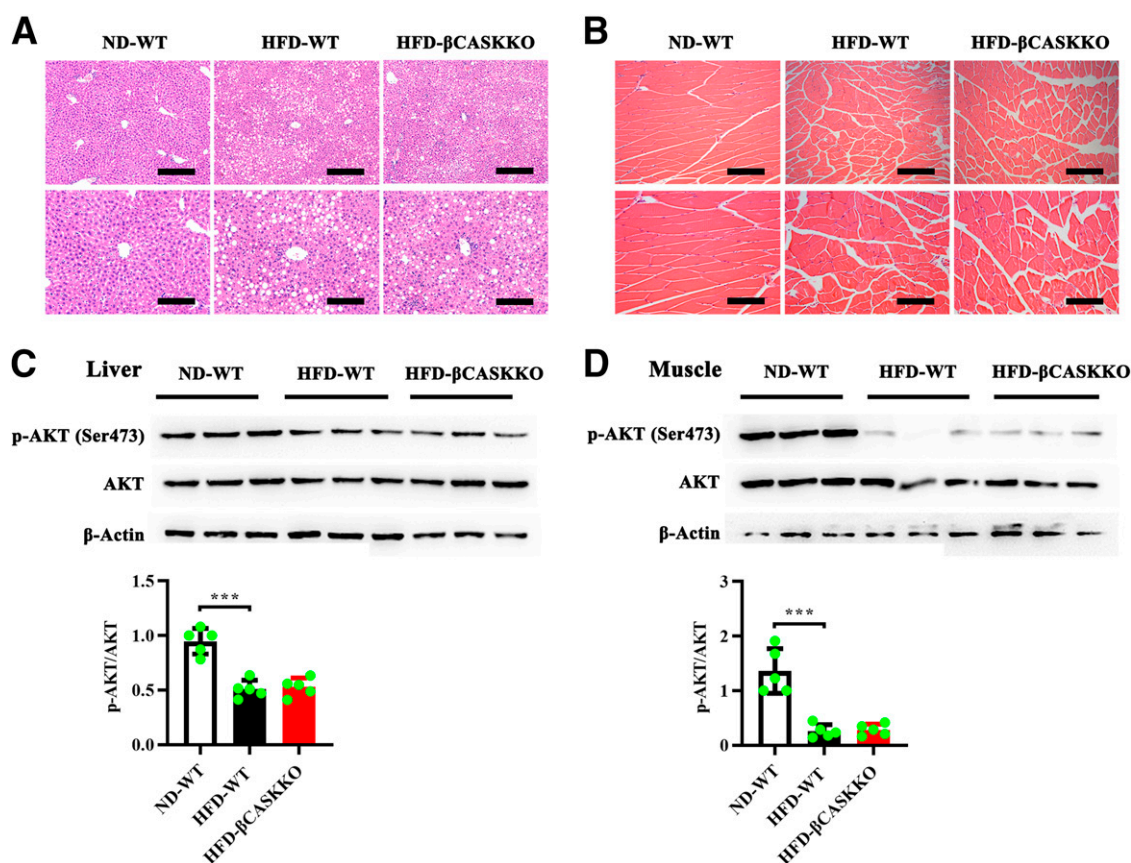 A
ND-WT HFD-WT HFD-βCASKKO
B
ND-WT HFD-WT HFD-βCASKKO
C
Liver ND-WT HFD-WT HFD-βCASKKO
p-AKT (Ser473)
AKT
β-Actin
p-AKT/AKT
1.5
1.0
0.5
0.0
***
ND-WT
HFD-WT
HFD-βCASKKO
D
Muscle ND-WT HFD-WT HFD-βCASKKO
p-AKT (Ser473)
AKT
β-Actin
p-AKT/AKT
3
2
1
0
***
ND-WT
HFD-WT
HFD-βCASKKO